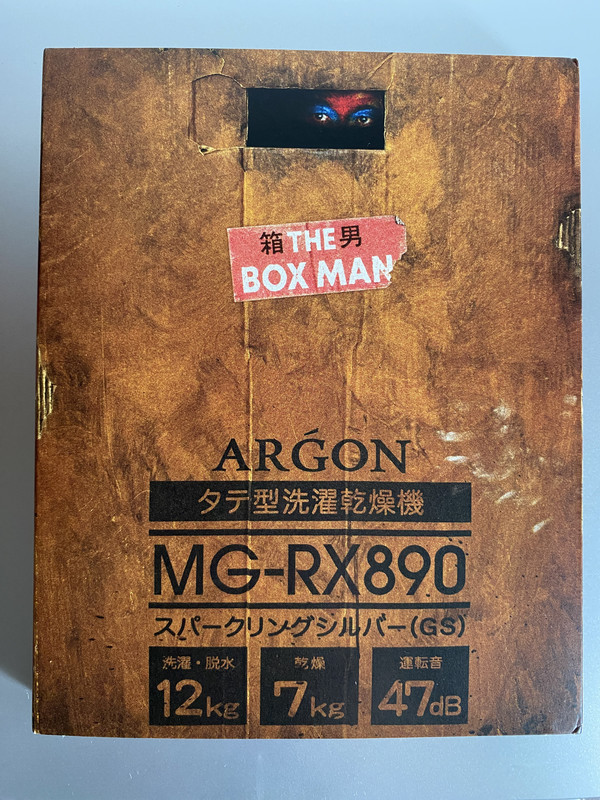 箱 THE 男
BOX MAN
ARǴON
タテ型洗濯乾燥機
MG-RX890
スパークリングシルバー(GS)
洗濯・脱水
12kg
乾燥
7kg
運転音
47dB